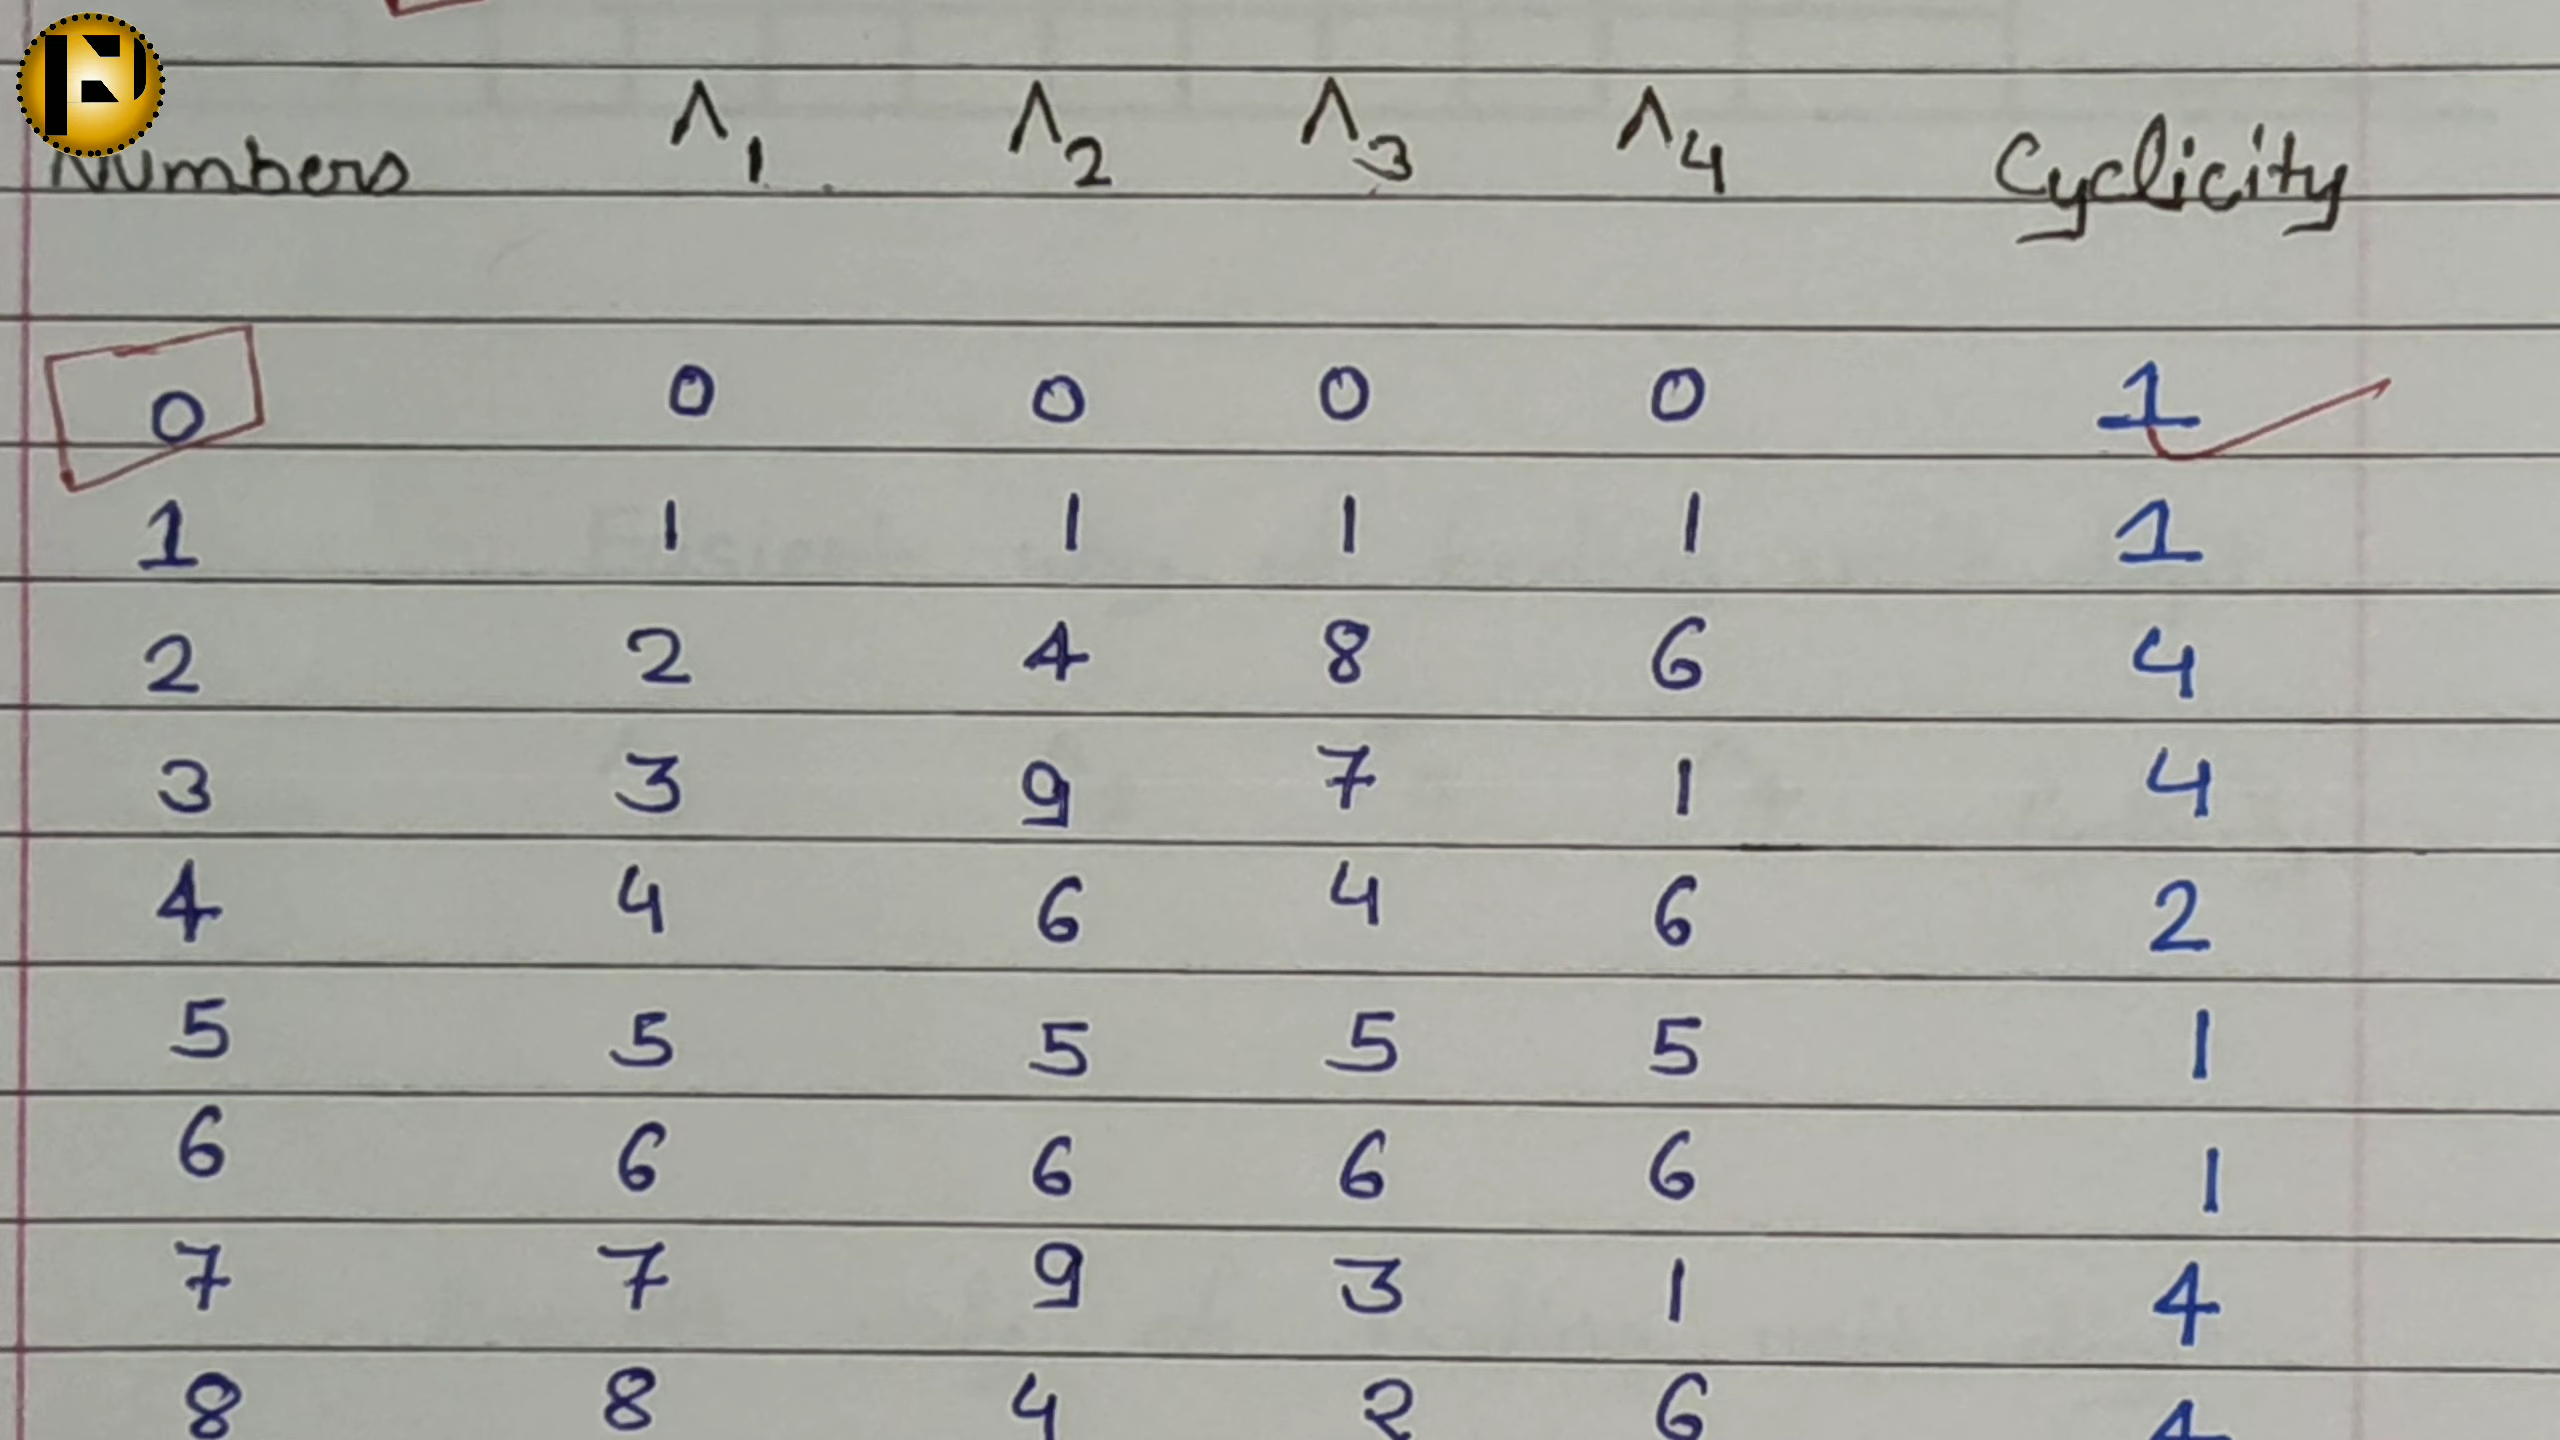 Numbers ^1 ^2 ^3 ^4 Cyclicity
0 0 0 0 0 1
1 1 1 1 1 1
2 2 4 8 6 4
3 3 9 7 1 4
4 4 6 4 6 2
5 5 5 5 5 1
6 6 6 6 6 1
7 7 9 3 1 4
8 8 4 2 6 4